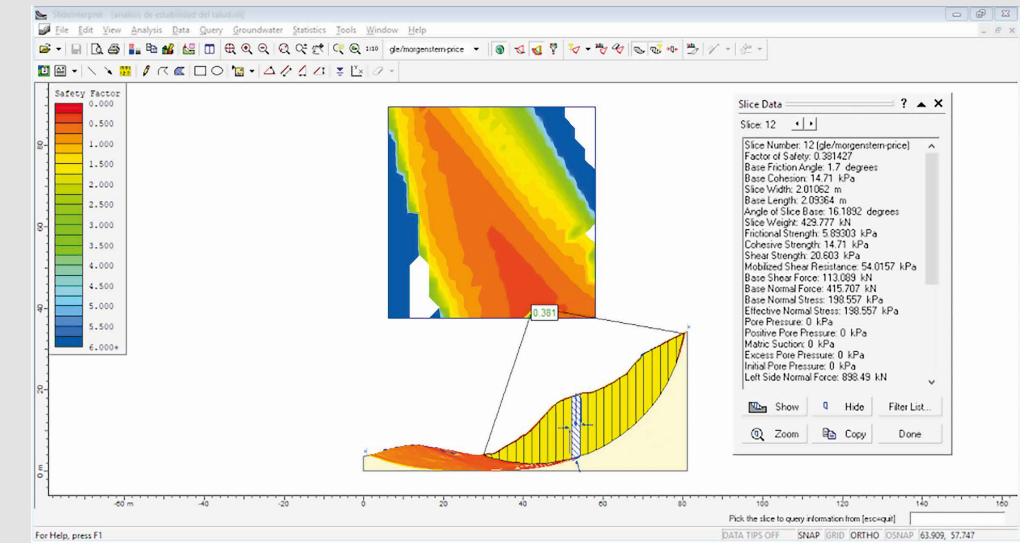 SlideInterpret - [analisis de estabilidad del talud.sli]
File Edit View Analysis Data Query Groundwater Statistics Tools Window Help
1:10 gle/morgenstern-price
Safety Factor
0.000
0.500
1.000
1.500
2.000
2.500
3.000
3.500
4.000
4.500
5.000
5.500
6.000+
80
60
40
20
0 m
0.381
-60 m
-40
-20
0
20
40
60
80
100
120
140
160
Slice Data
Slice: 12
Slice Number: 12 (gle/morgenstern-price)
Factor of Safety: 0.381427
Base Friction Angle: 1.7 degrees
Base Cohesion: 14.71 kPa
Slice Width: 2.01062 m
Base Length: 2.09364 m
Angle of Slice Base: 16.1892 degrees
Slice Weight: 429.777 kN
Frictional Strength: 5.89303 kPa
Cohesive Strength: 14.71 kPa
Shear Strength: 20.603 kPa
Mobilized Shear Resistance: 54.0157 kPa
Base Shear Force: 113.089 kN
Base Normal Force: 415.707 kN
Base Normal Stress: 198.557 kPa
Effective Normal Stress: 198.557 kPa
Pore Pressure: 0 kPa
Positive Pore Pressure: 0 kPa
Matric Suction: 0 kPa
Excess Pore Pressure: 0 kPa
Initial Pore Pressure: 0 kPa
Left Side Normal Force: 898.49 kN
Show Hide Filter List...
Zoom Copy Done
Pick the slice to query information from [esc=quit]
For Help, press F1
DATA TIPS OFF SNAP GRID ORTHO OSNAP 63.909, 57.747